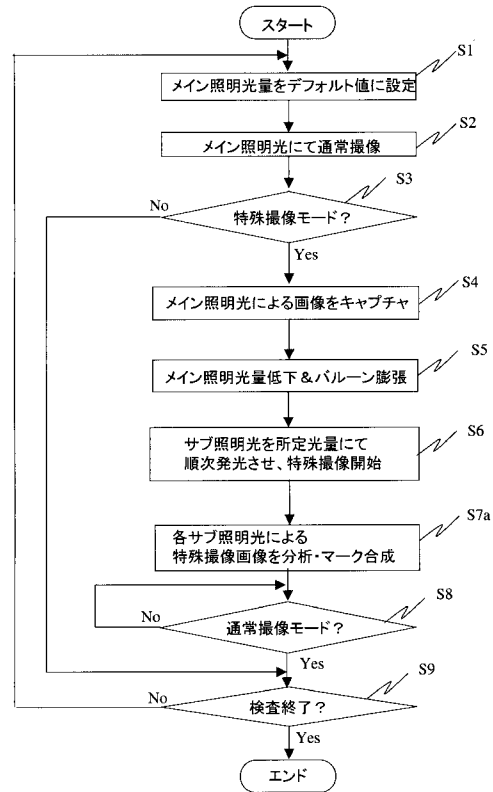 スタート
S1
メイン照明光量をデフォルト値に設定
S2
メイン照明光にて通常撮像
S3
No
特殊撮像モード?
Yes
S4
メイン照明光による画像をキャプチャ
S5
メイン照明光量低下&バルーン膨張
S6
サブ照明光を所定光量にて
順次発光させ、特殊撮像開始
S7a
各サブ照明光による
特殊撮像画像を分析・マーク合成
S8
No
通常撮像モード?
Yes
S9
No
検査終了?
Yes
エンド